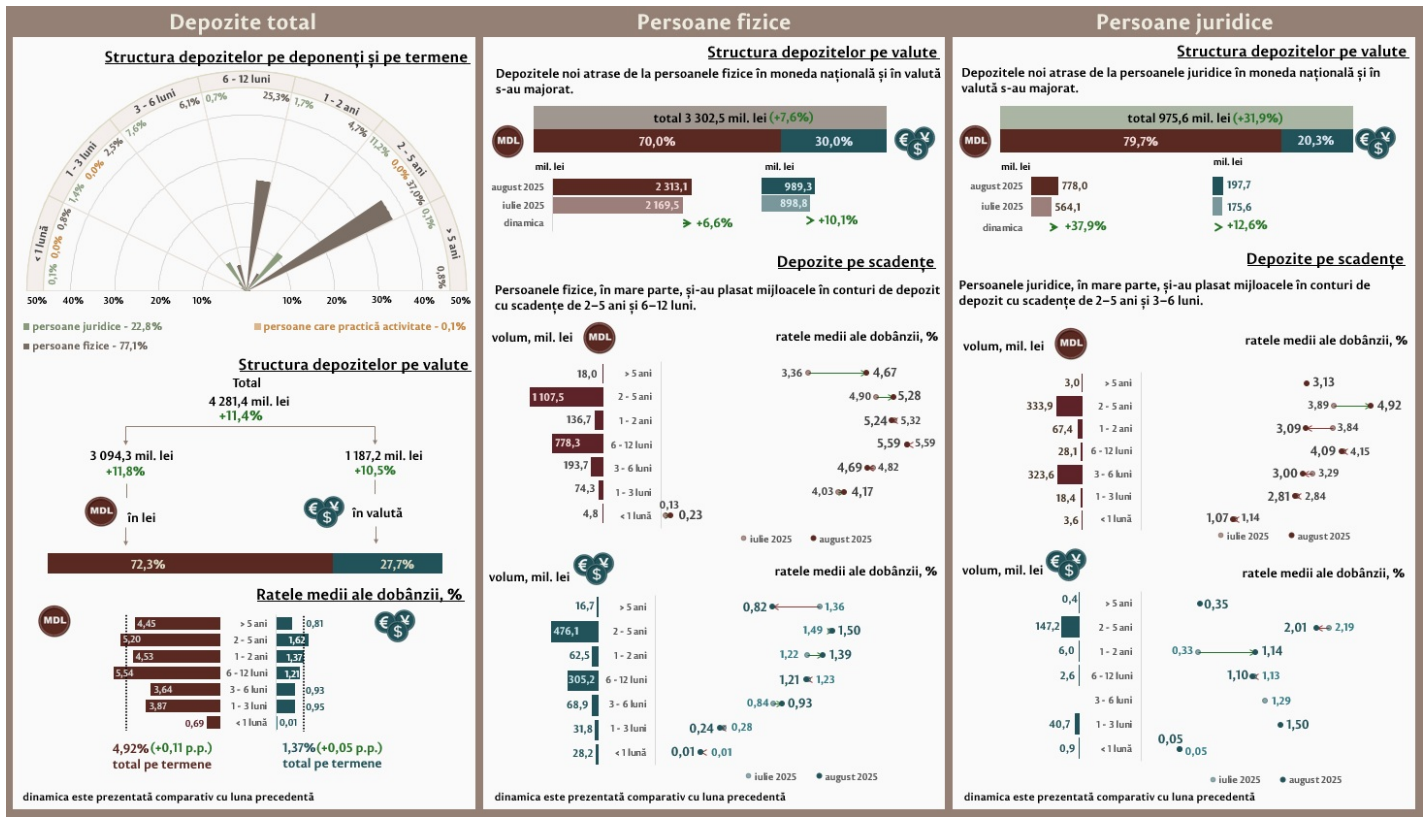 Depozite total
Structura depozitelor pe deponenți și pe termene
<1 lună
1 - 3 luni
3 - 6 luni
6 - 12 luni
1 - 2 ani
2 - 5 ani
> 5 ani
0,1%
0,0%
0,8%
1,4%
0,0%
2,5%
7,6%
6,1%
0,7%
25,3%
1,7%
4,7%
11,2%
0,0%
37,0%
0,1%
0,8%
50% 40% 30% 20% 10% 10% 20% 30% 40% 50%
persoane juridice - 22,8%
persoane care practică activitate - 0,1%
persoane fizice - 77,1%
Structura depozitelor pe valute
Total
4 281,4 mil. lei
+11,4%
3 094,3 mil. lei
+11,8%
1 187,2 mil. lei
+10,5%
MDL
în lei
€ ¥ $
în valută
72,3% 27,7%
Ratele medii ale dobânzii, %
MDL
€ ¥ $
4,45 > 5 ani 0,81
5,20 2 - 5 ani 1,62
4,53 1 - 2 ani 1,37
5,54 6 - 12 luni 1,21
3,64 3 - 6 luni 0,93
3,87 1 - 3 luni 0,95
0,69 <1 lună 0,01
4,92% (+0,11 p.p.)
total pe termene
1,37% (+0,05 p.p.)
total pe termene
dinamica este prezentată comparativ cu luna precedentă
Persoane fizice
Structura depozitelor pe valute
Depozitele noi atrase de la persoanele fizice în moneda națională și în valută
s-au majorat.
total 3 302,5 mil. lei (+7,6%)
MDL
70,0% 30,0%
€ ¥ $
mil. lei mil. lei
august 2025 2 313,1 989,3
iulie 2025 2 169,5 898,8
dinamica +6,6% +10,1%
Depozite pe scadențe
Persoanele fizice, în mare parte, și-au plasat mijloacele în conturi de depozit
cu scadențe de 2–5 ani și 6–12 luni.
volum, mil. lei MDL ratele medii ale dobânzii, %
18,0 > 5 ani 3,36 4,67
1 107,5 2 - 5 ani 4,90 5,28
136,7 1 - 2 ani 5,24 5,32
778,3 6 - 12 luni 5,59 5,59
193,7 3 - 6 luni 4,69 4,82
74,3 1 - 3 luni 4,03 4,17
4,8 <1 lună 0,13 0,23
iulie 2025 august 2025
volum, mil. lei € ¥ $ ratele medii ale dobânzii, %
16,7 > 5 ani 0,82 1,36
476,1 2 - 5 ani 1,49 1,50
62,5 1 - 2 ani 1,22 1,39
305,2 6 - 12 luni 1,21 1,23
68,9 3 - 6 luni 0,84 0,93
31,8 1 - 3 luni 0,24 0,28
28,2 <1 lună 0,01 0,01
iulie 2025 august 2025
dinamica este prezentată comparativ cu luna precedentă
Persoane juridice
Structura depozitelor pe valute
Depozitele noi atrase de la persoanele juridice în moneda națională și în
valută s-au majorat.
total 975,6 mil. lei (+31,9%)
MDL
79,7% 20,3%
€ ¥ $
mil. lei mil. lei
august 2025 778,0 197,7
iulie 2025 564,1 175,6
dinamica +37,9% +12,6%
Depozite pe scadențe
Persoanele juridice, în mare parte, și-au plasat mijloacele în conturi de
depozit cu scadențe de 2–5 ani și 3–6 luni.
volum, mil. lei MDL ratele medii ale dobânzii, %
3,0 > 5 ani 3,13
333,9 2 - 5 ani 3,89 4,92
67,4 1 - 2 ani 3,09 3,84
28,1 6 - 12 luni 4,09 4,15
323,6 3 - 6 luni 3,00 3,29
18,4 1 - 3 luni 2,81 2,84
3,6 <1 lună 1,07 1,14
iulie 2025 august 2025
volum, mil. lei € ¥ $ ratele medii ale dobânzii, %
0,4 > 5 ani 0,35
147,2 2 - 5 ani 2,01 2,19
6,0 1 - 2 ani 0,33 1,14
2,6 6 - 12 luni 1,10 1,13
3 - 6 luni 1,29
40,7 1 - 3 luni 1,50
0,9 <1 lună 0,05 0,05
iulie 2025 august 2025
dinamica este prezentată comparativ cu luna precedentă